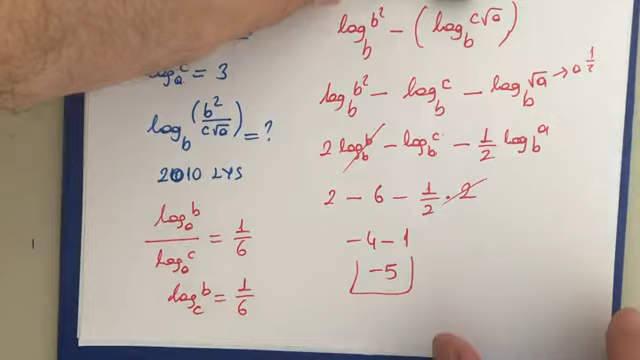 log_a^c = 3
log_b^(b²/c√a) = ?
2010 LYS
log_a^b / log_a^c = 1/6
log_c^b = 1/6
log_b^b² - (log_b^c√a)
log_b^b² - log_b^c - log_b^√a → a^1/2
2 log_b^b - log_b^c - 1/2 log_b^a
2 - 6 - 1/2 · 2
-4 - 1
-5